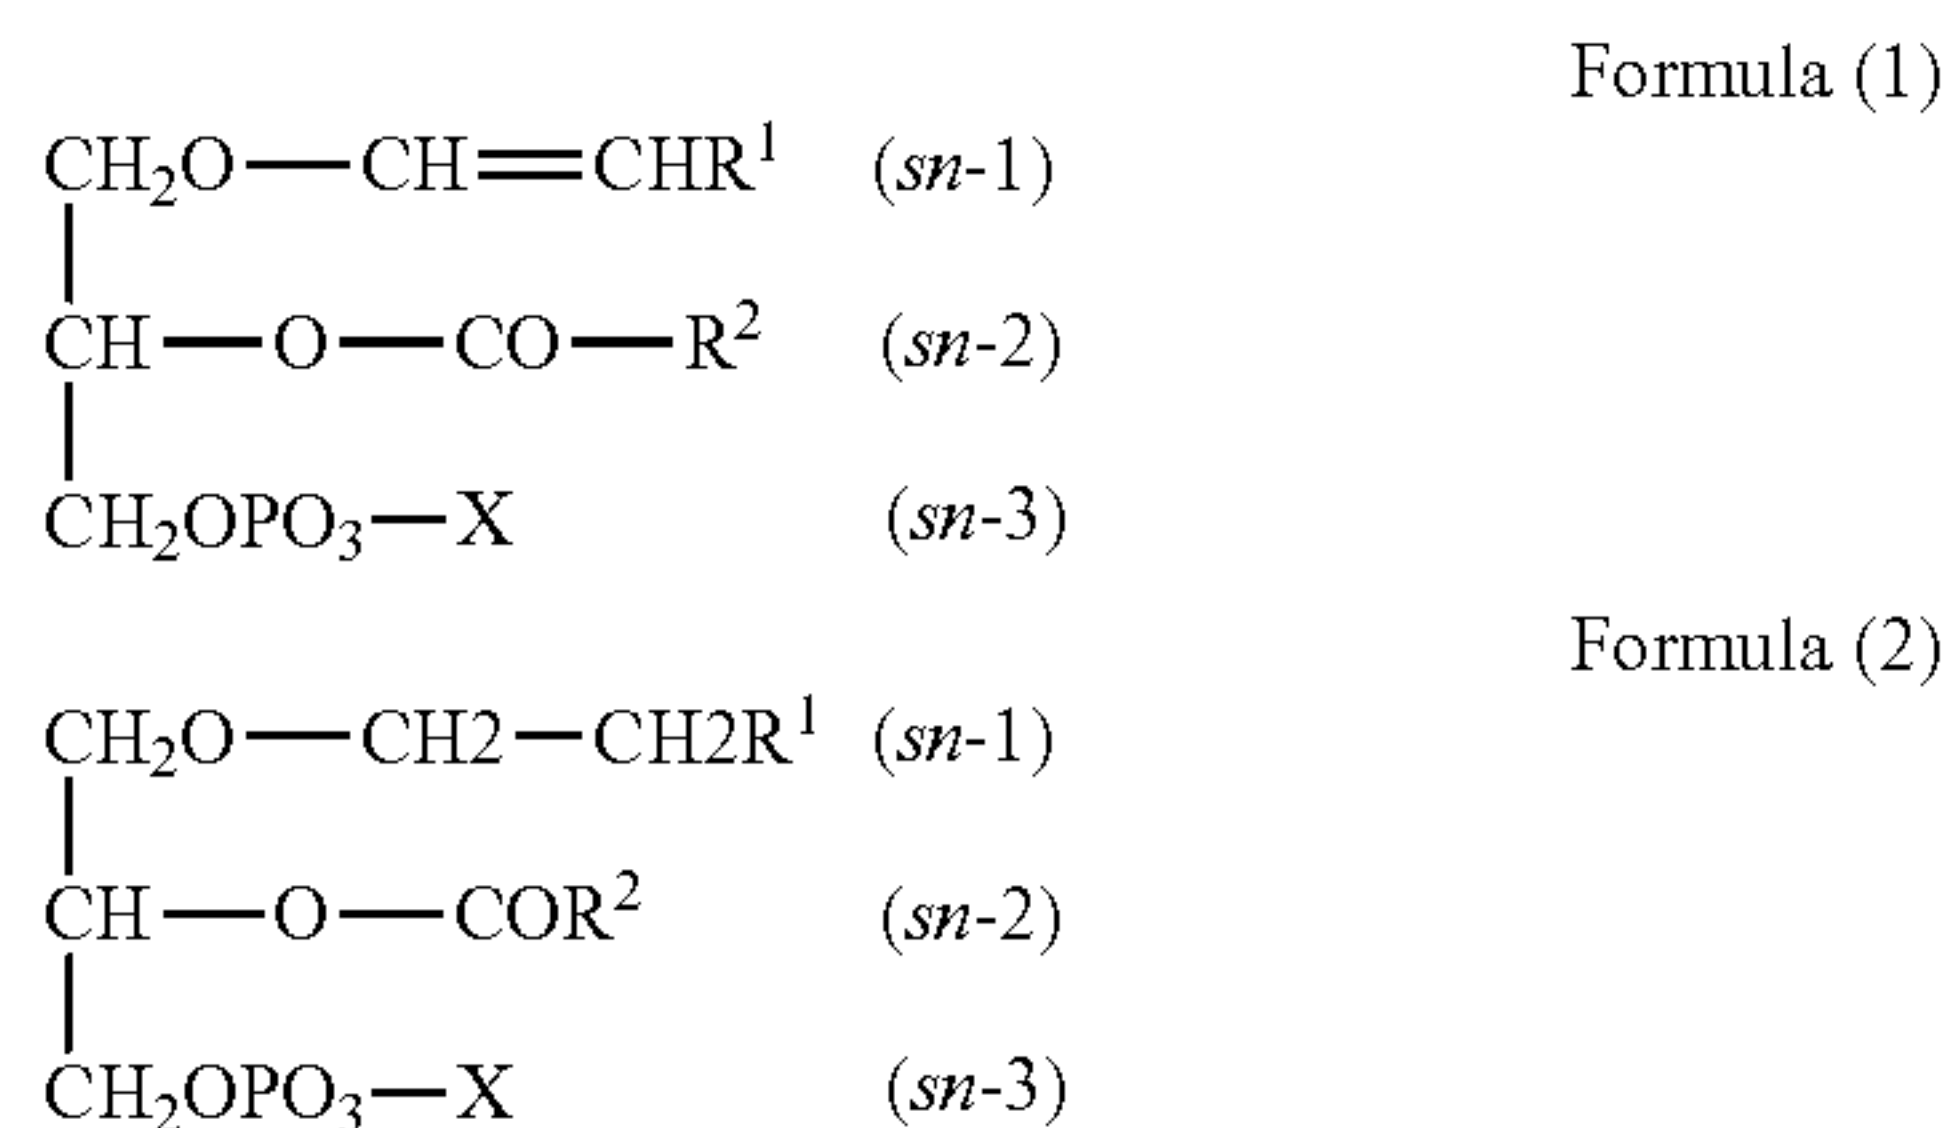 Formula (1)
CH₂O—CH=CHR¹ (sn-1)
CH—O—CO—R² (sn-2)
CH₂OPO₃—X (sn-3)
Formula (2)
CH₂O—CH2—CH2R¹ (sn-1)
CH—O—COR² (sn-2)
CH₂OPO₃—X (sn-3)